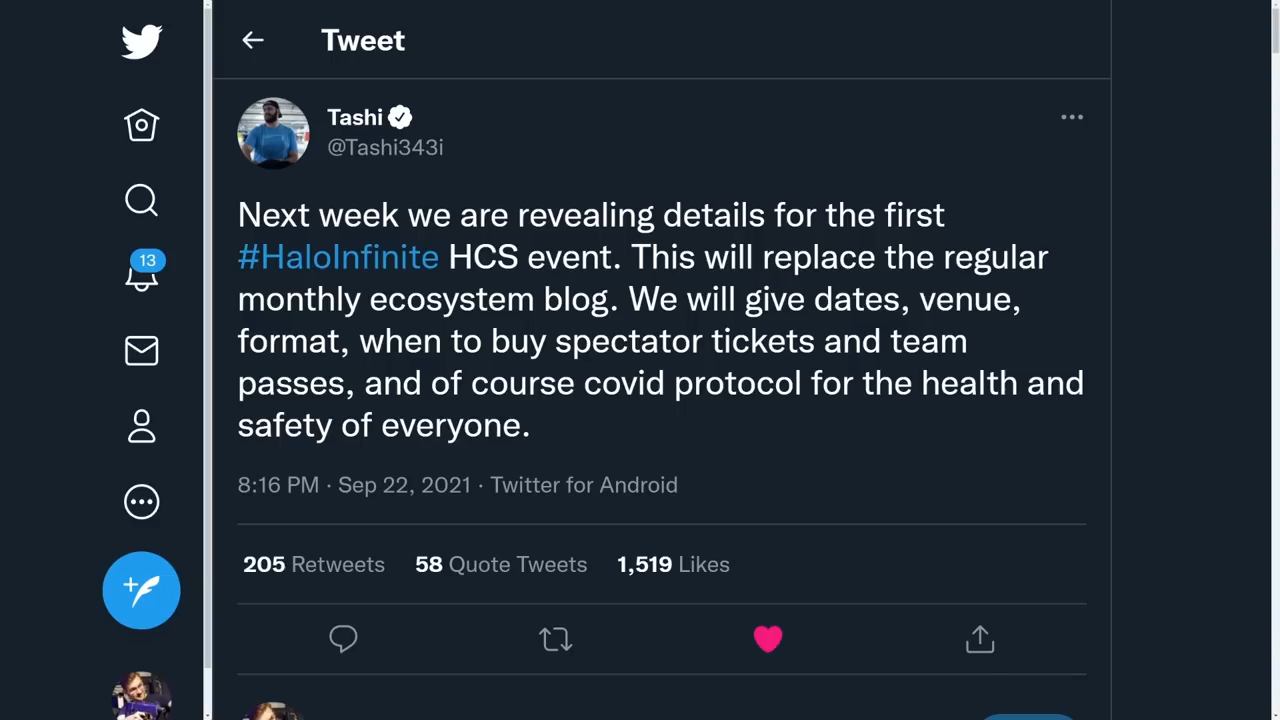 Tweet
Tashi
@Tashi343i
Next week we are revealing details for the first
#HaloInfinite HCS event. This will replace the regular
monthly ecosystem blog. We will give dates, venue,
format, when to buy spectator tickets and team
passes, and of course covid protocol for the health and
safety of everyone.
8:16 PM · Sep 22, 2021 · Twitter for Android
205 Retweets 58 Quote Tweets 1,519 Likes
13